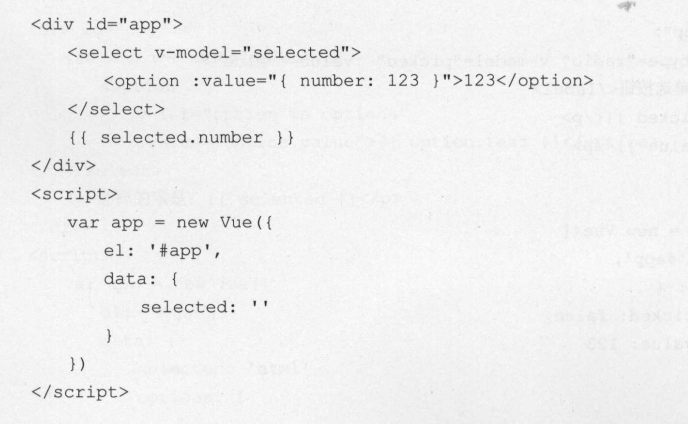 <div id="app">
    <select v-model="selected">
        <option :value="{ number: 123 }">123</option>
    </select>
    {{ selected.number }}
</div>
<script>
    var app = new Vue({
        el: '#app',
        data: {
            selected: ''
        }
    })
</script>